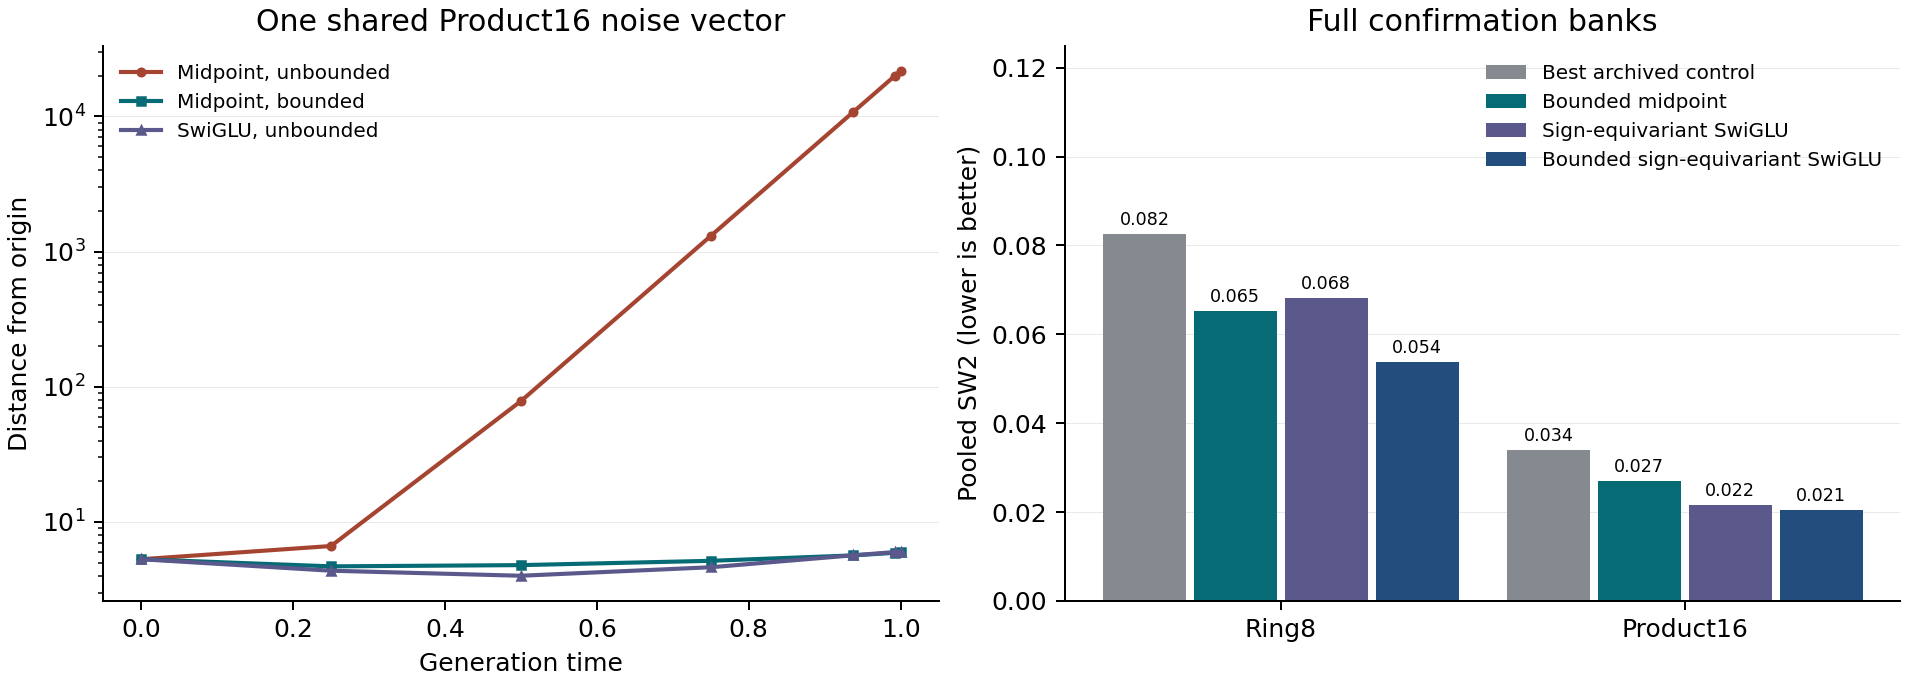 One shared Product16 noise vector
Midpoint, unbounded
Midpoint, bounded
SwiGLU, unbounded
Distance from origin
10^4
10^3
10^2
10^1
0.0 0.2 0.4 0.6 0.8 1.0
Generation time
Full confirmation banks
Best archived control
Bounded midpoint
Sign-equivariant SwiGLU
Bounded sign-equivariant SwiGLU
Pooled SW2 (lower is better)
0.12
0.10
0.08
0.06
0.04
0.02
0.00
0.082
0.065
0.068
0.054
0.034
0.027
0.022
0.021
Ring8 Product16